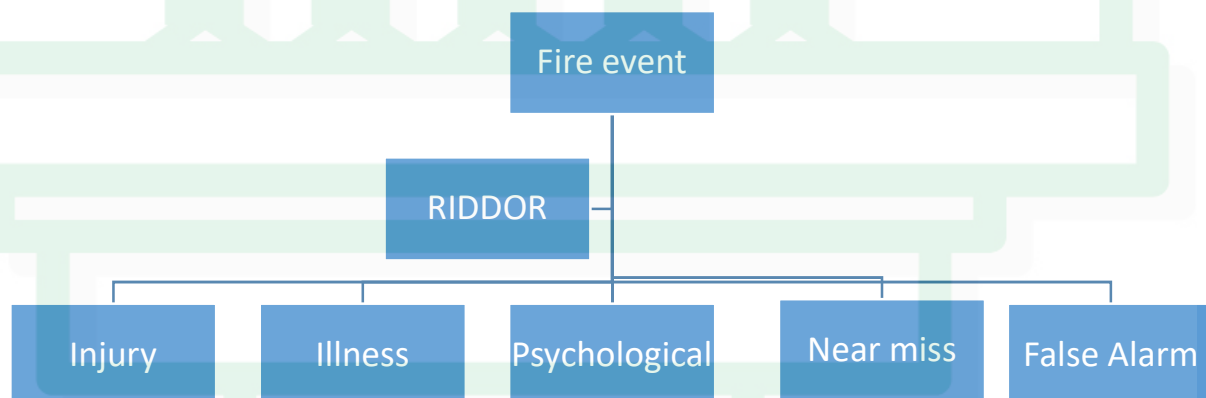 Fire event
RIDDOR
Injury
Illness
Psychological
Near miss
False Alarm